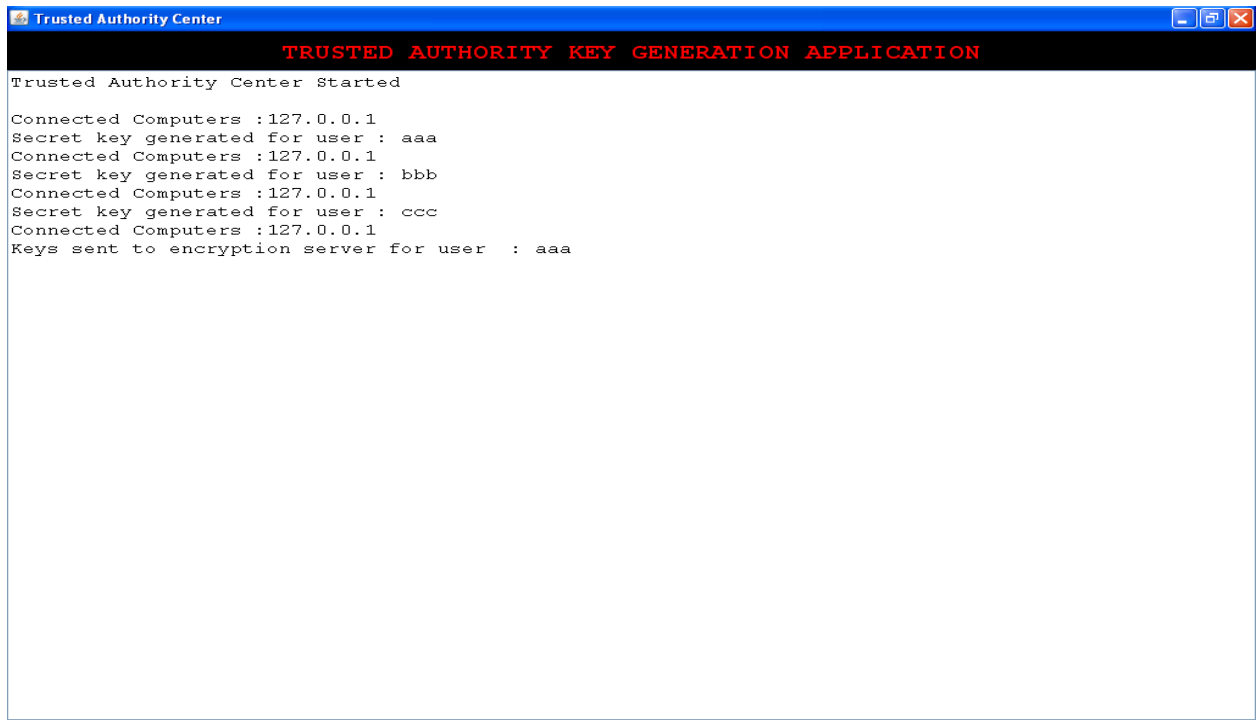 Trusted Authority Center
TRUSTED AUTHORITY KEY GENERATION APPLICATION
Trusted Authority Center Started
Connected Computers :127.0.0.1
Secret key generated for user : aaa
Connected Computers :127.0.0.1
Secret key generated for user : bbb
Connected Computers :127.0.0.1
Secret key generated for user : ccc
Connected Computers :127.0.0.1
Keys sent to encryption server for user  : aaa